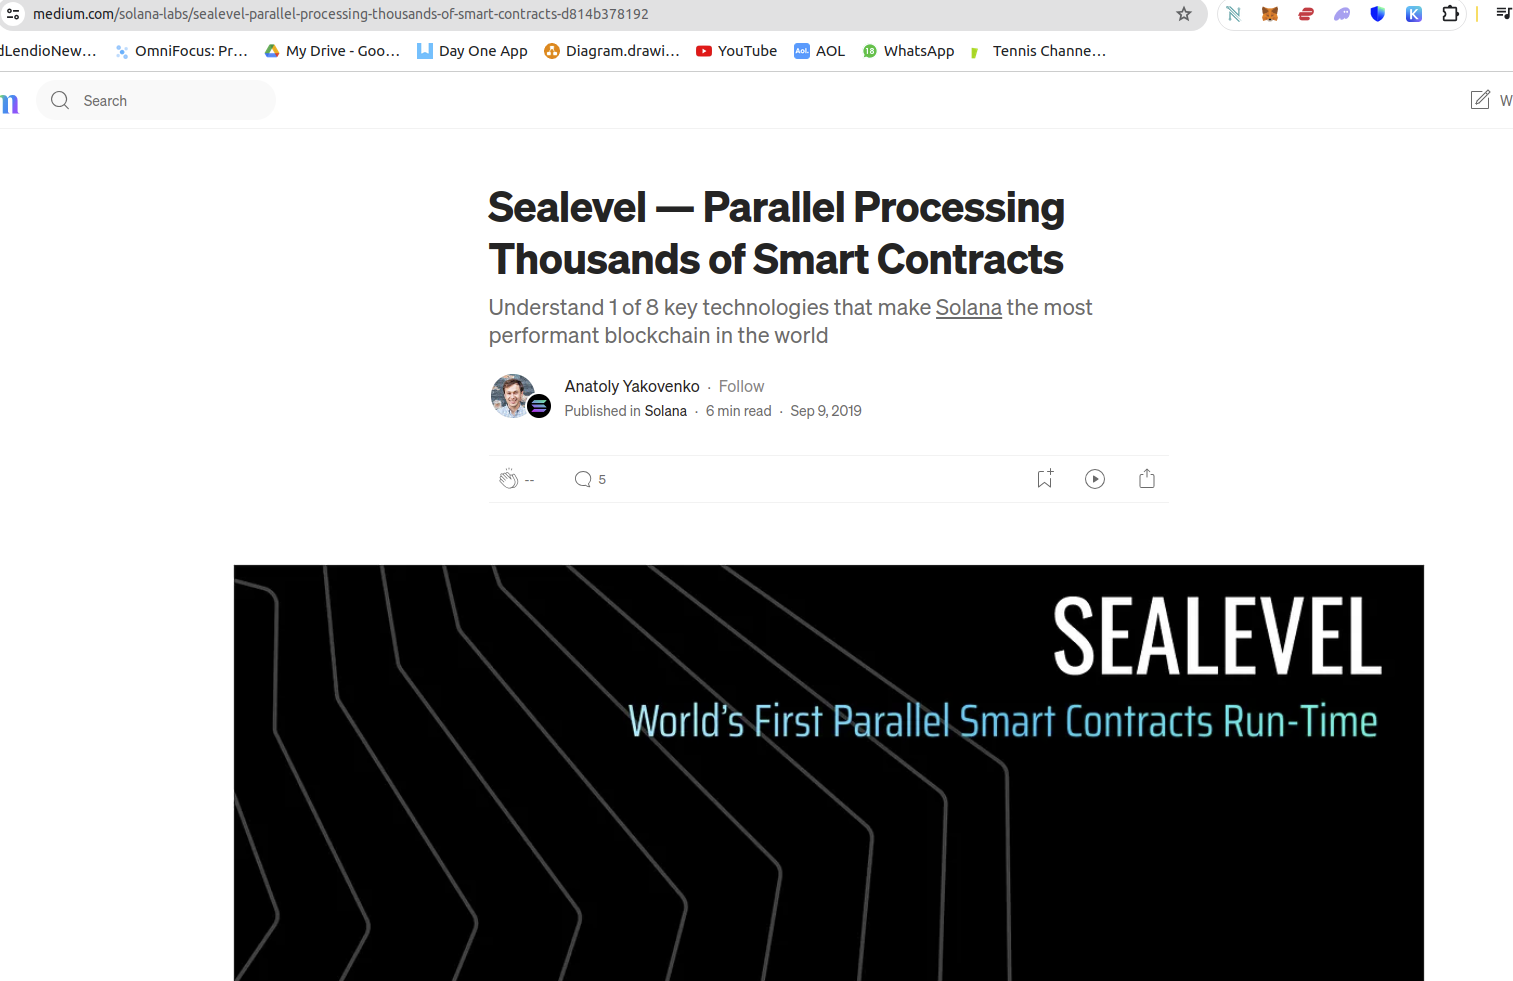 medium.com/solana-labs/sealevel-parallel-processing-thousands-of-smart-contracts-d814b378192
dLendioNew... OmniFocus: Pr... My Drive - Goo... Day One App Diagram.drawi... YouTube AOL WhatsApp Tennis Channe...
Search
W
Sealevel — Parallel Processing
Thousands of Smart Contracts
Understand 1 of 8 key technologies that make Solana the most
performant blockchain in the world
Anatoly Yakovenko · Follow
Published in Solana · 6 min read · Sep 9, 2019
-- 5
SEALEVEL
World's First Parallel Smart Contracts Run-Time